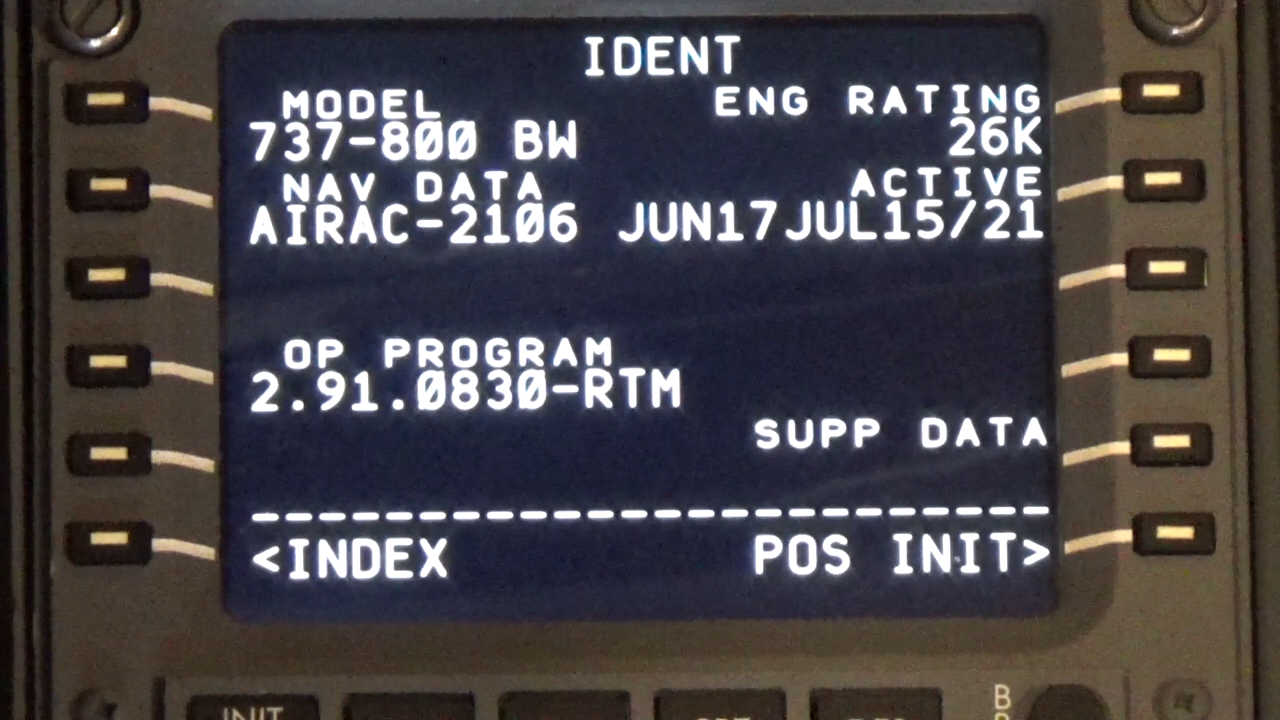 IDENT
MODEL ENG RATING
737-800 BW 26K
NAV DATA ACTIVE
AIRAC-2106 JUN17JUL15/21
OP PROGRAM
2.91.0830-RTM
SUPP DATA
------------------------
<INDEX POS INIT>
INIT
B